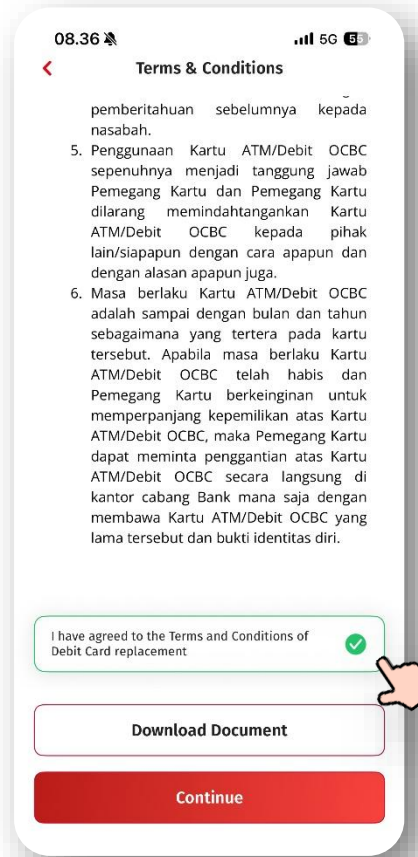 08.36 5G 55
Terms & Conditions
pemberitahuan sebelumnya kepada
nasabah.
5. Penggunaan Kartu ATM/Debit OCBC
sepenuhnya menjadi tanggung jawab
Pemegang Kartu dan Pemegang Kartu
dilarang memindahtangankan Kartu
ATM/Debit OCBC kepada pihak
lain/siapapun dengan cara apapun dan
dengan alasan apapun juga.
6. Masa berlaku Kartu ATM/Debit OCBC
adalah sampai dengan bulan dan tahun
sebagaimana yang tertera pada kartu
tersebut. Apabila masa berlaku Kartu
ATM/Debit OCBC telah habis dan
Pemegang Kartu berkeinginan untuk
memperpanjang kepemilikan atas Kartu
ATM/Debit OCBC, maka Pemegang Kartu
dapat meminta penggantian atas Kartu
ATM/Debit OCBC secara langsung di
kantor cabang Bank mana saja dengan
membawa Kartu ATM/Debit OCBC yang
lama tersebut dan bukti identitas diri.
I have agreed to the Terms and Conditions of
Debit Card replacement
Download Document
Continue